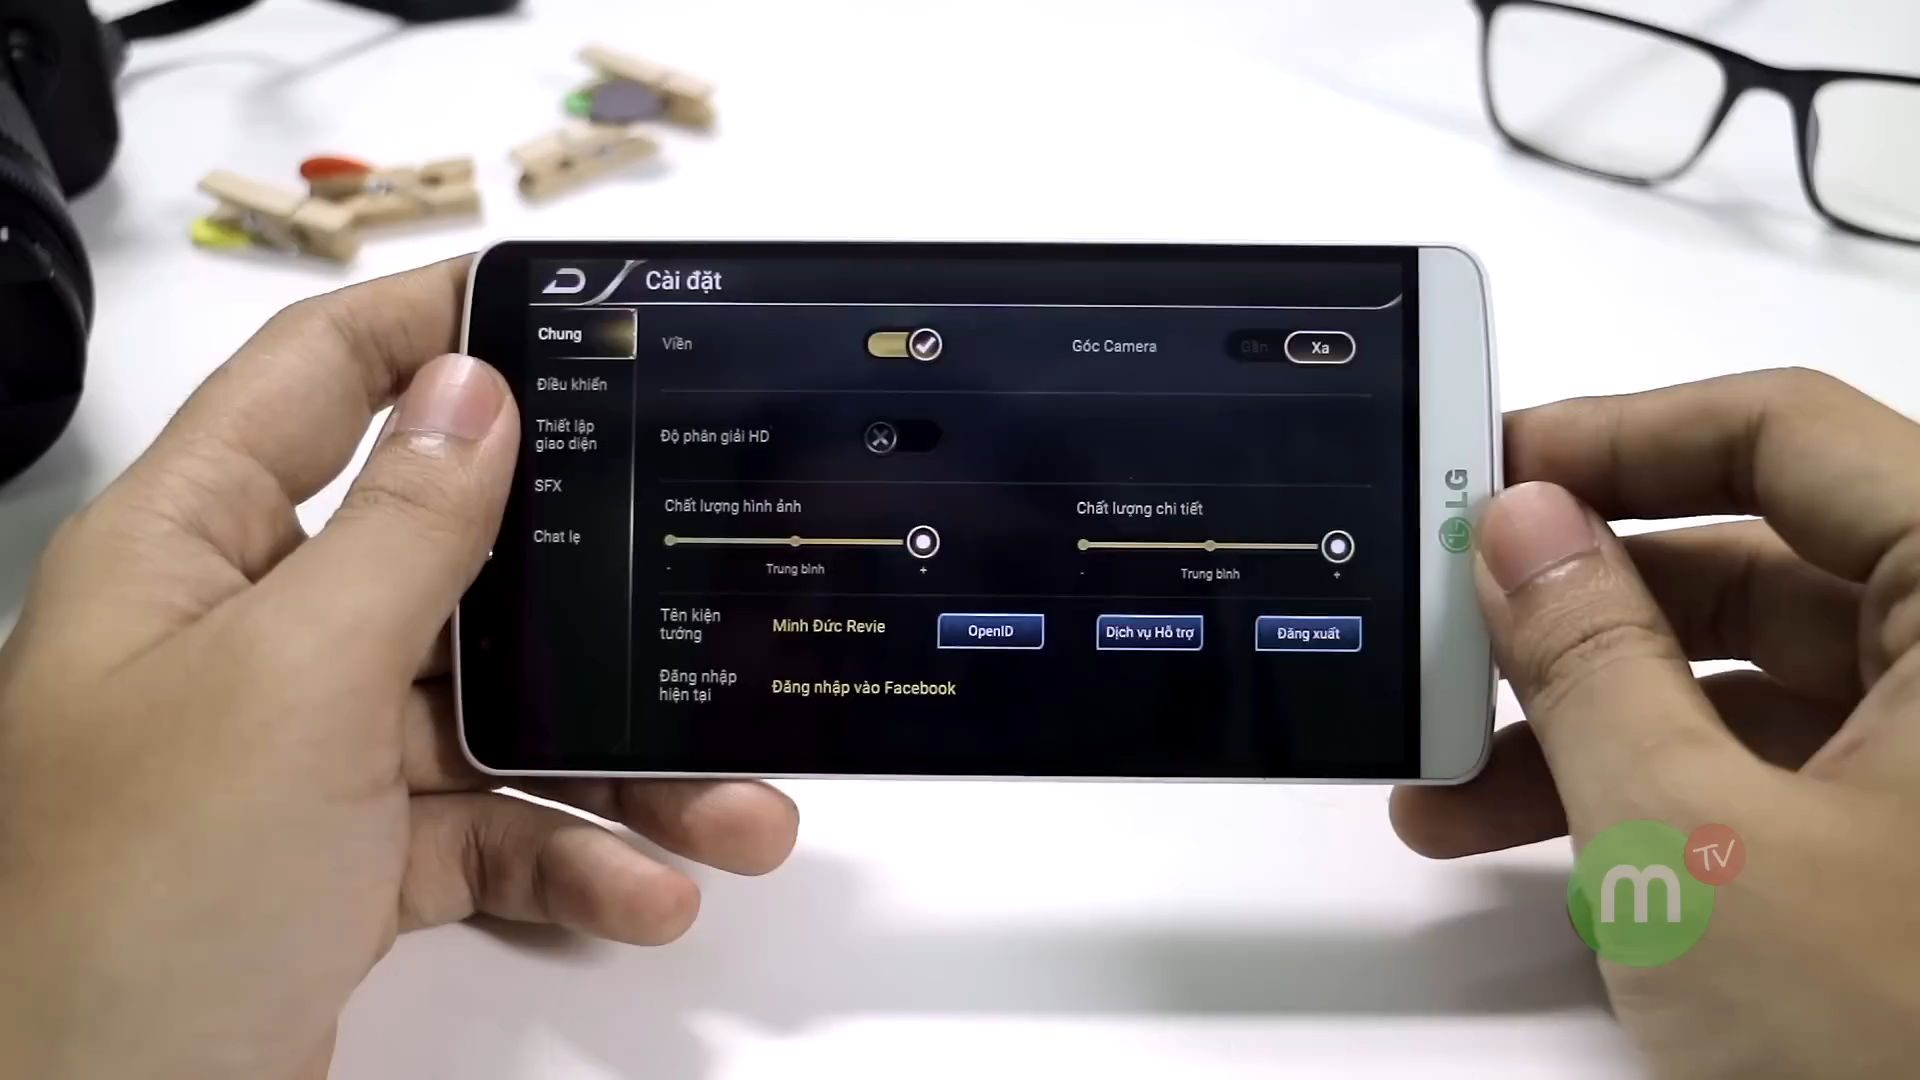 Cài đặt
Chung
Viền
Góc Camera
Gần
Xa
Điều khiển
Thiết lập
giao diện
Độ phân giải HD
SFX
Chất lượng hình ảnh
Chất lượng chi tiết
Chat lẹ
-
Trung bình
+
-
Trung bình
+
Tên kiện
tướng
Minh Đức Revie
OpenID
Dịch vụ Hỗ trợ
Đăng xuất
Đăng nhập
hiện tại
Đăng nhập vào Facebook
LG
m
TV